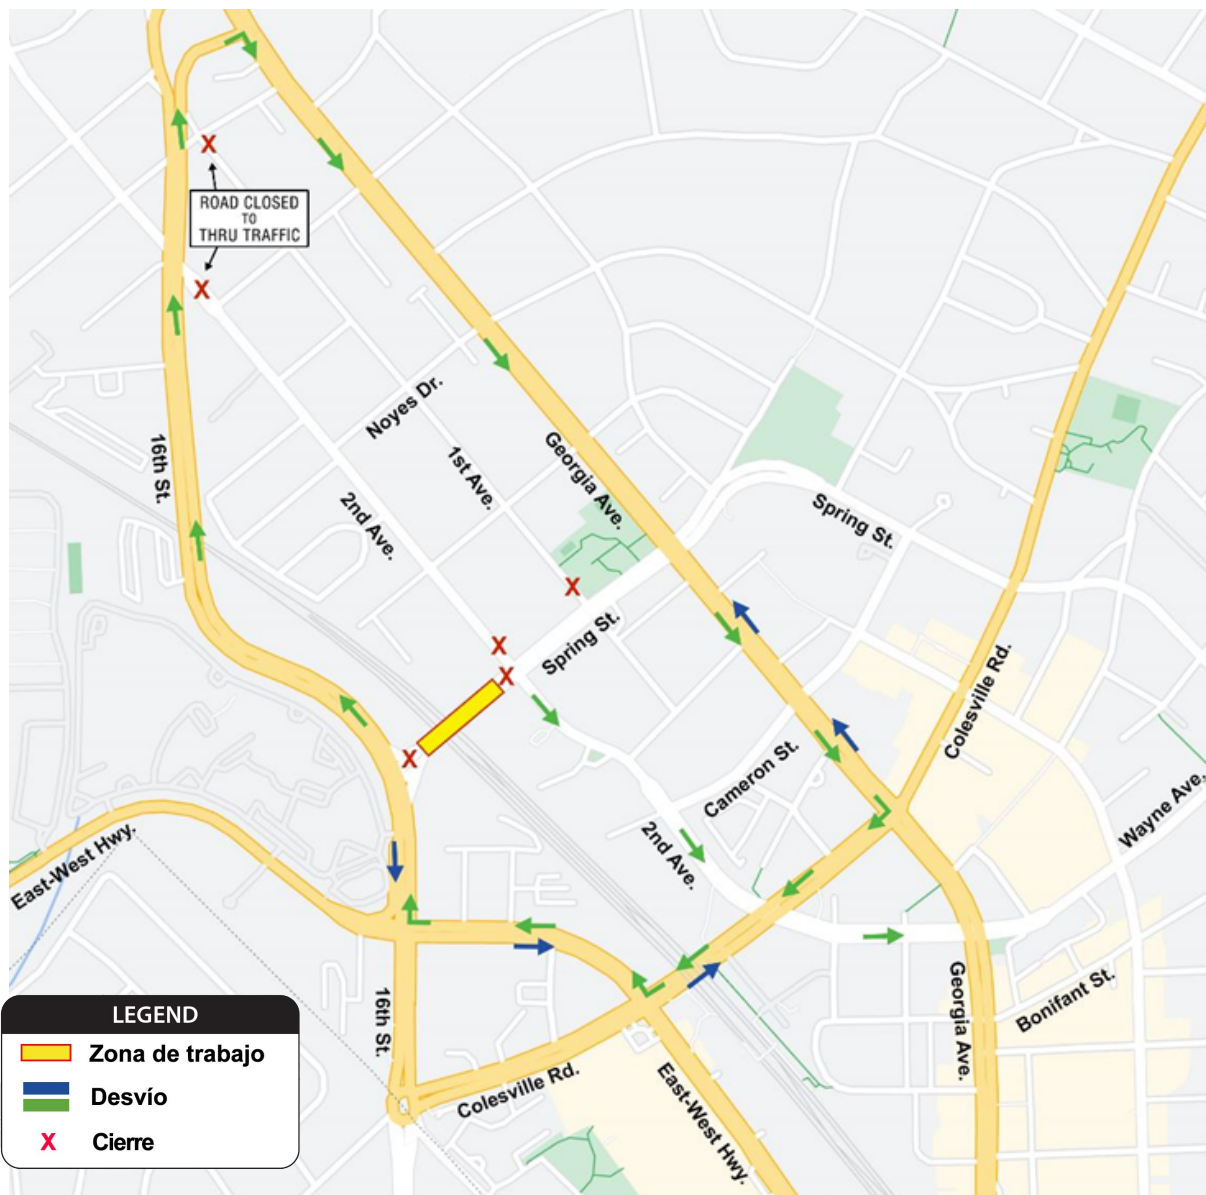 X
ROAD CLOSED
TO
THRU TRAFFIC
X
Noyes Dr.
16th St.
1st Ave.
Georgia Ave.
2nd Ave.
Spring St.
X
Spring St.
X
X
Colesville Rd.
X
Cameron St.
Wayne Ave.
2nd Ave.
East-West Hwy.
16th St.
Georgia Ave.
Bonifant St.
Colesville Rd.
East-West Hwy.
LEGEND
Zona de trabajo
Desvío
X Cierre